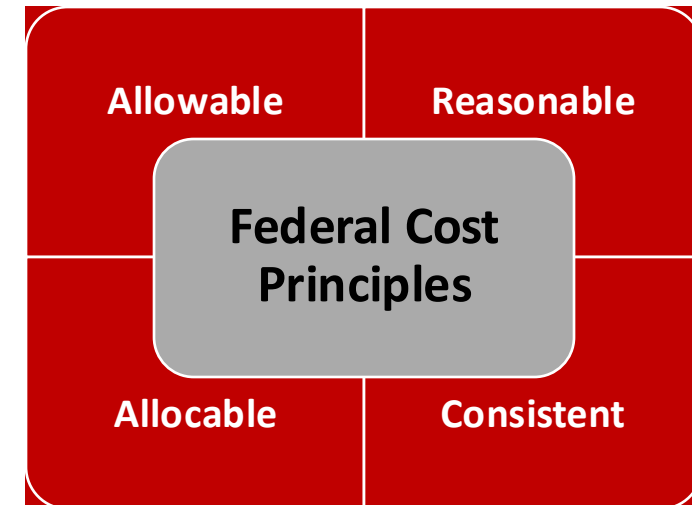 Allowable
Reasonable
Federal Cost
Principles
Allocable
Consistent